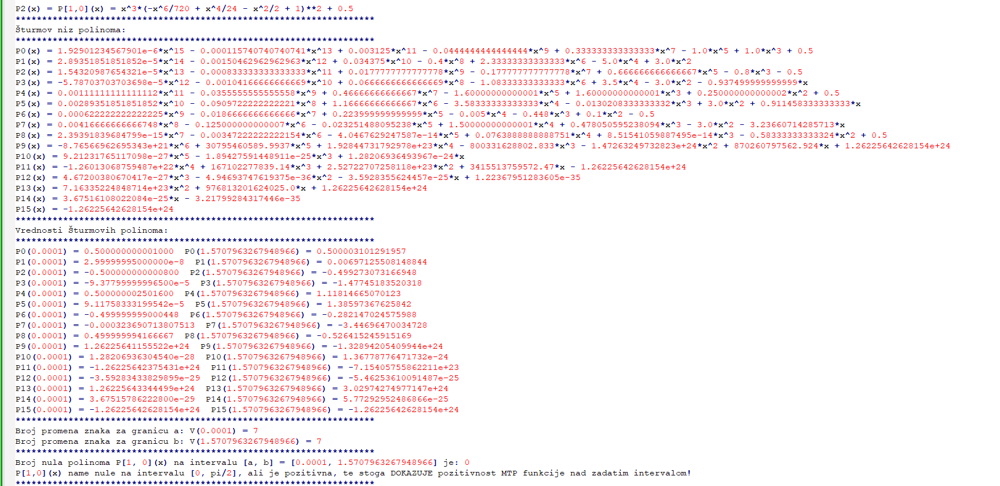 P2(x) = P[1,0](x) = x^3*(-x^6/720 + x^4/24 - x^2/2 + 1)**2 + 0.5
********************************************************************
Šturmov niz polinoma:
********************************************************************
P0(x) = 1.92901234567901e-6*x^15 - 0.000115740740740741*x^13 + 0.003125*x^11 - 0.0444444444444444*x^9 + 0.333333333333333*x^7 - 1.0*x^5 + 1.0*x^3 + 0.5
P1(x) = 2.89351851851852e-5*x^14 - 0.00150462962962963*x^12 + 0.034375*x^10 - 0.4*x^8 + 2.33333333333333*x^6 - 5.0*x^4 + 3.0*x^2
P2(x) = 1.54320987654321e-5*x^13 - 0.000833333333333333*x^11 + 0.0177777777777778*x^9 - 0.177777777777778*x^7 + 0.666666666666667*x^5 - 0.8*x^3 - 0.5
P3(x) = -5.78703703703698e-5*x^12 - 0.00104166666666669*x^10 + 0.0666666666666669*x^8 - 1.08333333333333*x^6 + 3.5*x^4 - 3.0*x^2 - 0.937499999999999*x
P4(x) = 0.00111111111111112*x^11 - 0.0355555555555558*x^9 + 0.46666666666667*x^7 - 1.60000000000001*x^5 + 1.60000000000001*x^3 + 0.250000000000002*x^2 + 0.5
P5(x) = 0.00289351851851852*x^10 - 0.0909722222222221*x^8 + 1.16666666666667*x^6 - 3.58333333333333*x^4 - 0.0130208333333332*x^3 + 3.0*x^2 + 0.911458333333333*x
P6(x) = 0.000622222222222225*x^9 - 0.0186666666666666*x^7 + 0.223999999999999*x^5 - 0.005*x^4 - 0.448*x^3 + 0.1*x^2 - 0.5
P7(x) = 0.00416666666666748*x^8 - 0.125000000000007*x^6 - 0.023251488095238*x^5 + 1.50000000000001*x^4 + 0.478050595238094*x^3 - 3.0*x^2 - 3.23660714285713*x
P8(x) = 2.39391839684799e-15*x^7 - 0.00347222222222154*x^6 - 4.0467629247587e-14*x^5 + 0.0763888888888751*x^4 + 8.51541059887495e-14*x^3 - 0.58333333333324*x^2 + 0.5
P9(x) = -8.76566962695343e+21*x^6 + 30795460589.9937*x^5 + 1.92844731792978e+23*x^4 - 800331628802.833*x^3 - 1.47263249732823e+24*x^2 + 870260797562.924*x + 1.26225642628154e+24
P10(x) = 9.21231765117098e-27*x^5 - 1.89427591448911e-25*x^3 + 1.28206936493967e-24*x
P11(x) = -1.26013068759487e+22*x^4 + 167102277839.14*x^3 + 2.52722707258118e+23*x^2 + 3415513759572.47*x - 1.26225642628154e+24
P12(x) = 4.67200380670417e-27*x^3 - 4.94693747619375e-36*x^2 - 3.5928355624457e-25*x + 1.22367951283605e-35
P13(x) = 7.16335224848714e+23*x^2 + 976813201624025.0*x + 1.26225642628154e+24
P14(x) = 3.67516108022084e-25*x - 3.21799284317446e-35
P15(x) = -1.26225642628154e+24
********************************************************************
Vrednosti Šturmovih polinoma:
********************************************************************
P0(0.0001) = 0.500000000001000  P0(1.5707963267948966) = 0.500003101291957
P1(0.0001) = 2.99999995000000e-8  P1(1.5707963267948966) = 0.00697125508148844
P2(0.0001) = -0.500000000000800  P2(1.5707963267948966) = -0.499273073166948
P3(0.0001) = -9.37799999996500e-5  P3(1.5707963267948966) = -1.47745183520318
P4(0.0001) = 0.500000002501600  P4(1.5707963267948966) = 1.11814665070123
P5(0.0001) = 9.11758333199542e-5  P5(1.5707963267948966) = 1.38597367625842
P6(0.0001) = -0.499999999000448  P6(1.5707963267948966) = -0.282147024575988
P7(0.0001) = -0.000323690713807513  P7(1.5707963267948966) = -3.44696470034728
P8(0.0001) = 0.499999994166667  P8(1.5707963267948966) = -0.526415245915169
P9(0.0001) = 1.26225641155522e+24  P9(1.5707963267948966) = -1.32894205409944e+24
P10(0.0001) = 1.28206936304540e-28  P10(1.5707963267948966) = 1.36778776471732e-24
P11(0.0001) = -1.26225642375431e+24  P11(1.5707963267948966) = -7.15405755862211e+23
P12(0.0001) = -3.59283433829899e-29  P12(1.5707963267948966) = -5.46253610091487e-25
P13(0.0001) = 1.26225643344499e+24  P13(1.5707963267948966) = 3.02974274977147e+24
P14(0.0001) = 3.67515786222800e-29  P14(1.5707963267948966) = 5.77292952486866e-25
P15(0.0001) = -1.26225642628154e+24  P15(1.5707963267948966) = -1.26225642628154e+24
********************************************************************
Broj promena znaka za granicu a: V(0.0001) = 7
Broj promena znaka za granicu b: V(1.5707963267948966) = 7
********************************************************************
Broj nula polinoma P[1, 0](x) na intervalu [a, b] = [0.0001, 1.5707963267948966] je: 0
P[1,0](x) name nule na intervalu [0, pi/2], ali je pozitivna, te stoga DOKAZUJE pozitivnost MTP funkcije nad zadatim intervalom!
********************************************************************